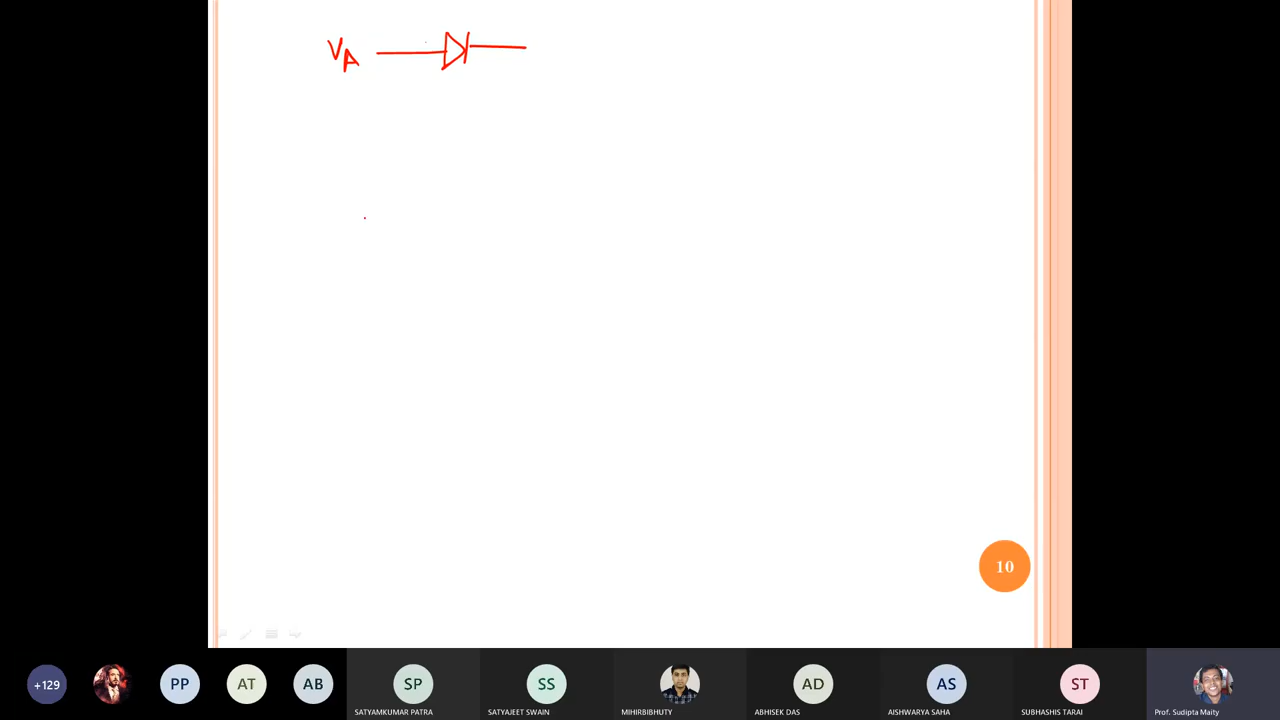 VA
10
+129
PP
AT
AB
SP
SATYAMKUMAR PATRA
SS
SATYAJEET SWAIN
MIHIRBIBHUTY
AD
ABHISEK DAS
AS
AISHWARYA SAHA
ST
SUBHASHIS TARAI
Prof. Sudipta Maity